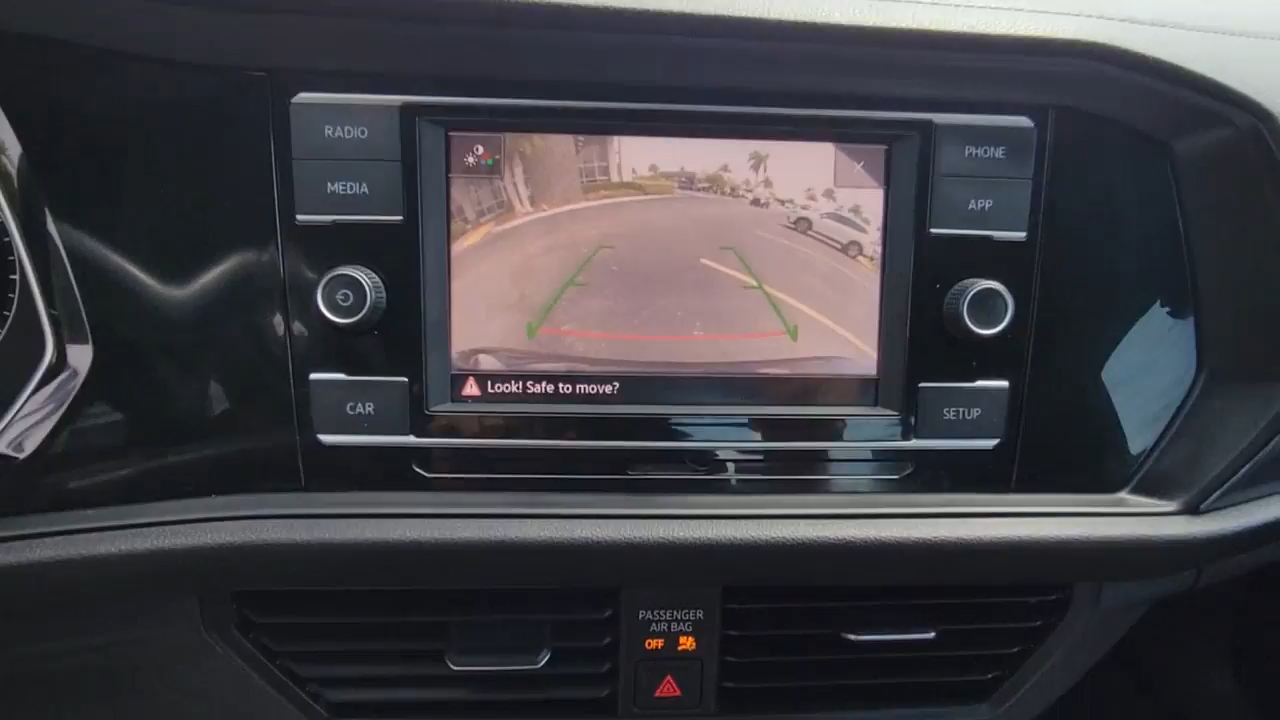 RADIO
PHONE
MEDIA
APP
Look! Safe to move?
CAR
SETUP
PASSENGER
AIR BAG
OFF